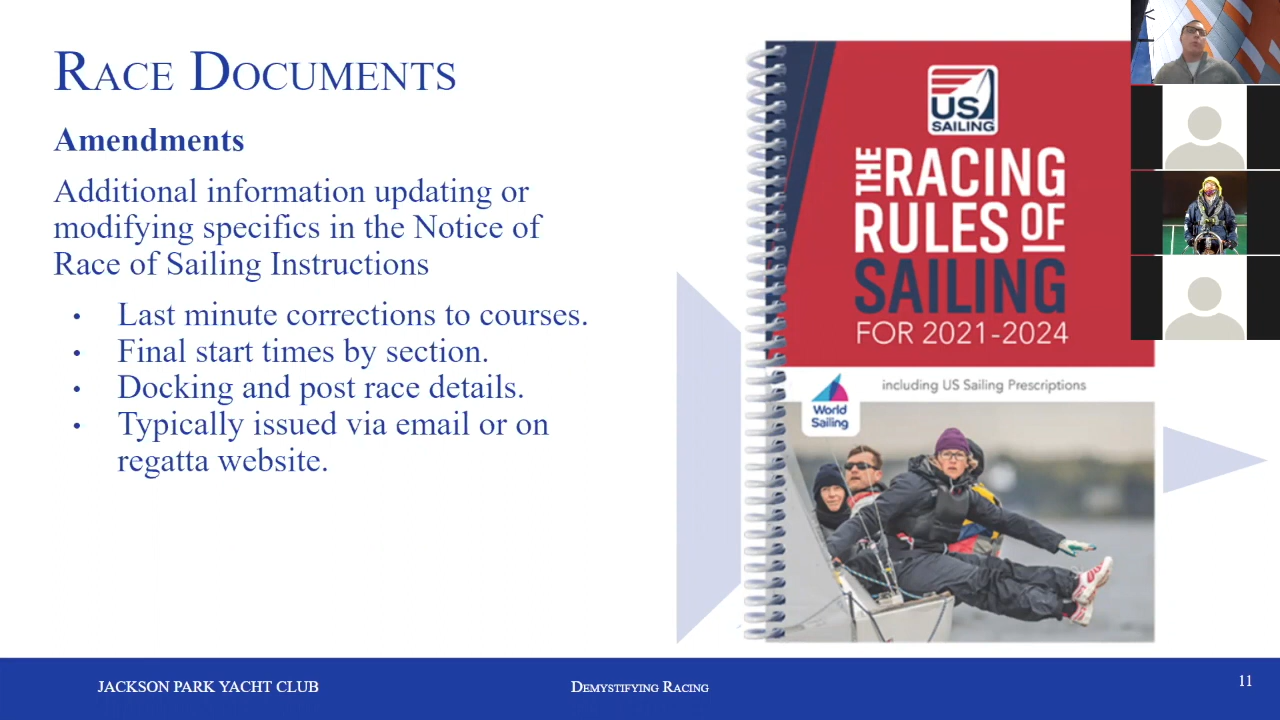 RACE DOCUMENTS
Amendments
Additional information updating or
modifying specifics in the Notice of
Race of Sailing Instructions
• Last minute corrections to courses.
• Final start times by section.
• Docking and post race details.
• Typically issued via email or on
regatta website.
US
SAILING
THE RACING
RULES OF
SAILING
FOR 2021-2024
including US Sailing Prescriptions
World
Sailing
JACKSON PARK YACHT CLUB
DEMYSTIFYING RACING
11